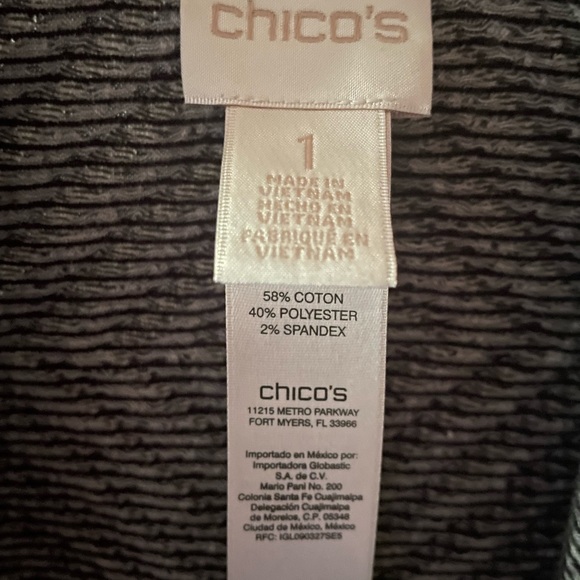 chico's
1
MADE IN
VIETNAM
HECHO EN
VIETNAM
FABRIQUÉ EN
VIETNAM
58% COTON
40% POLYESTER
2% SPANDEX
chico's
11215 METRO PARKWAY
FORT MYERS, FL 33966
Importado en México por:
Importadora Globastic
S.A. de C.V.
Mario Pani No. 200
Colonia Santa Fe Cuajimalpa
Delegación Cuajimalpa
de Morelos, C.P. 05348
Ciudad de México, México
RFC: IGL090327SE5